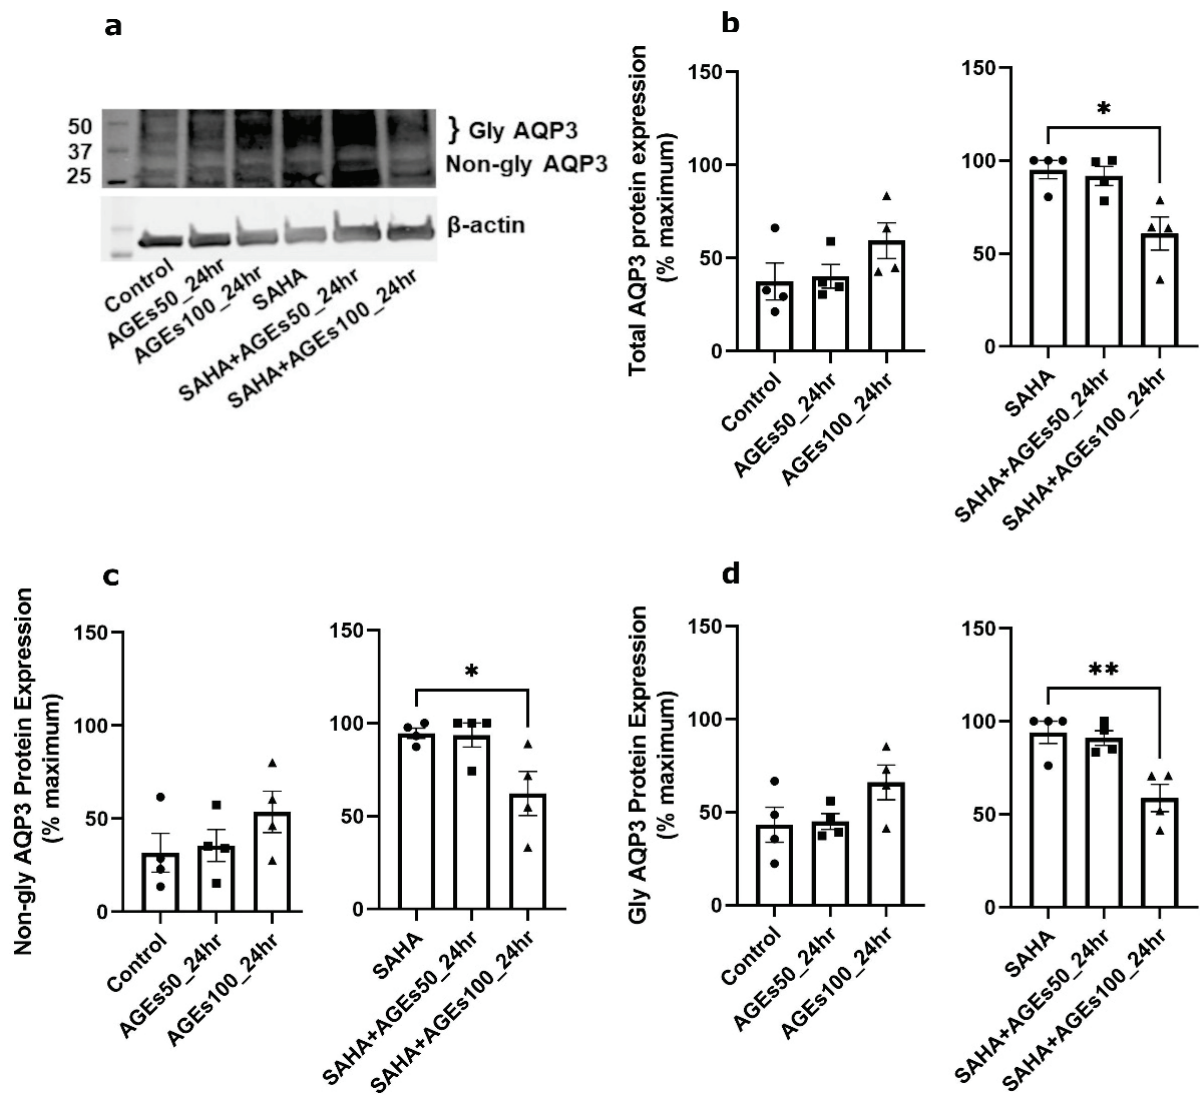 a
50
37
25
} Gly AQP3
Non-gly AQP3
β-actin
Control
AGEs50_24hr
AGEs100_24hr
SAHA
SAHA+AGEs50_24hr
SAHA+AGEs100_24hr
b
Total AQP3 protein expression
(% maximum)
150
100
50
0
Control
AGEs50_24hr
AGEs100_24hr
150
100
50
0
*
SAHA
SAHA+AGEs50_24hr
SAHA+AGEs100_24hr
c
Non-gly AQP3 Protein Expression
(% maximum)
150
100
50
0
Control
AGEs50_24hr
AGEs100_24hr
150
100
50
0
*
SAHA
SAHA+AGEs50_24hr
SAHA+AGEs100_24hr
d
Gly AQP3 Protein Expression
(% maximum)
150
100
50
0
Control
AGEs50_24hr
AGEs100_24hr
150
100
50
0
**
SAHA
SAHA+AGEs50_24hr
SAHA+AGEs100_24hr